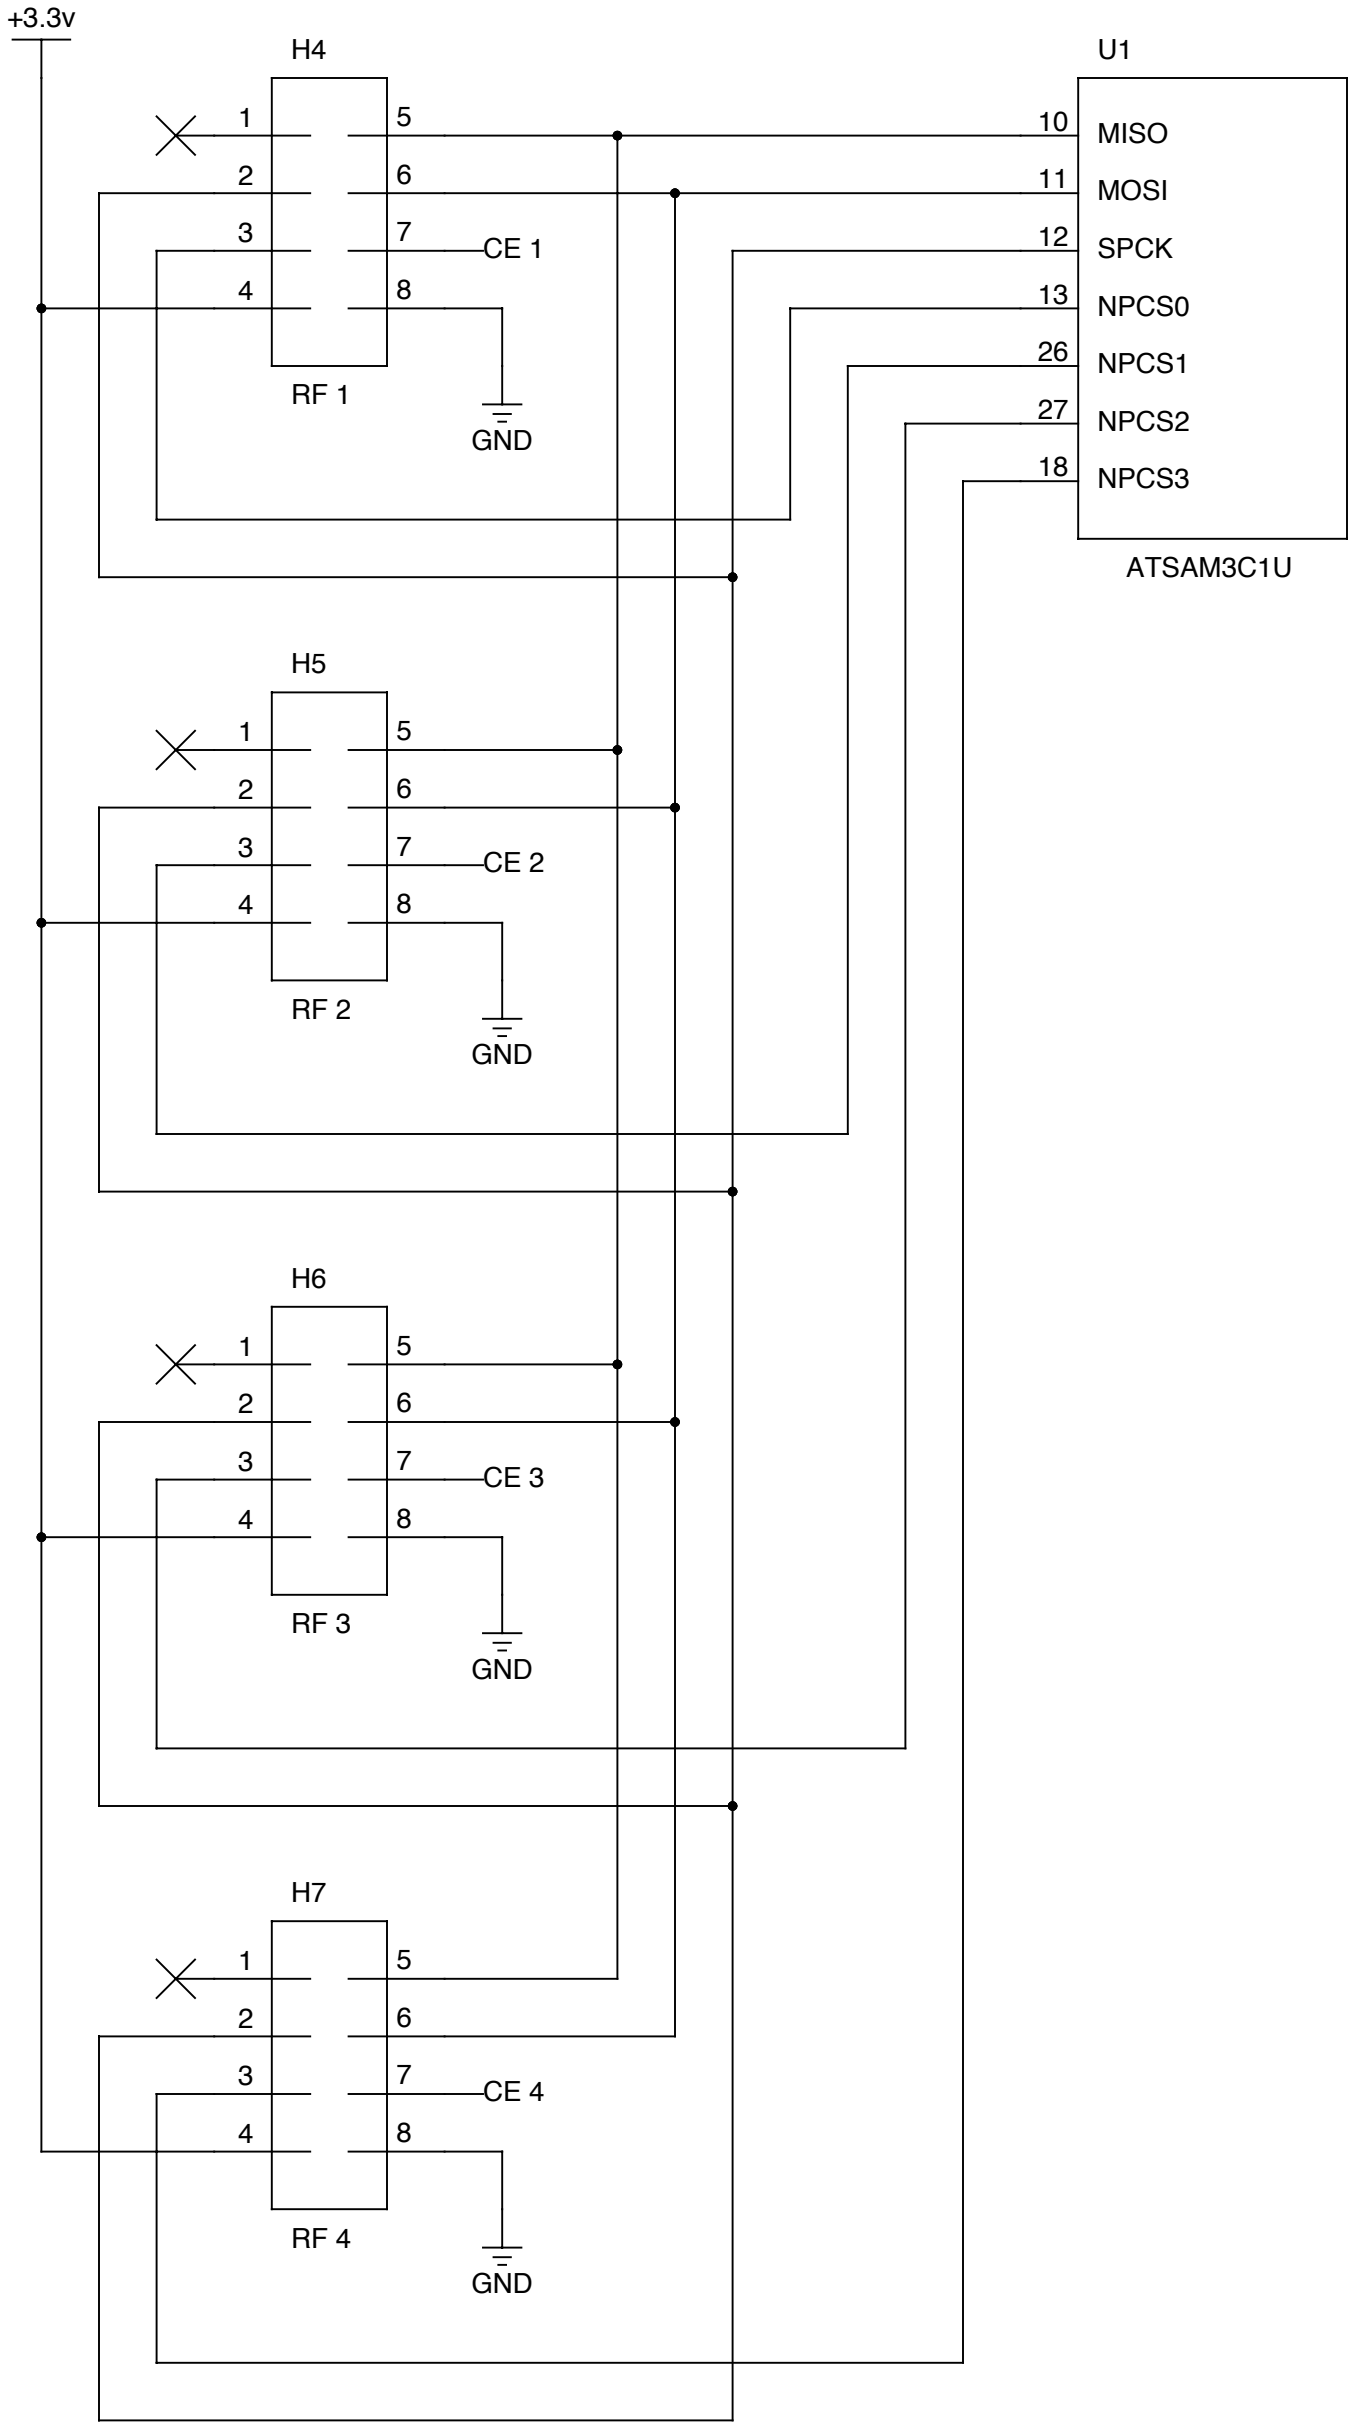 +3.3v
H4
U1
1 5
10 MISO
2 6
11 MOSI
3 7 CE 1
12 SPCK
4 8
13 NPCS0
26 NPCS1
RF 1
27 NPCS2
GND
18 NPCS3
ATSAM3C1U
H5
1 5
2 6
3 7 CE 2
4 8
RF 2
GND
H6
1 5
2 6
3 7 CE 3
4 8
RF 3
GND
H7
1 5
2 6
3 7 CE 4
4 8
RF 4
GND